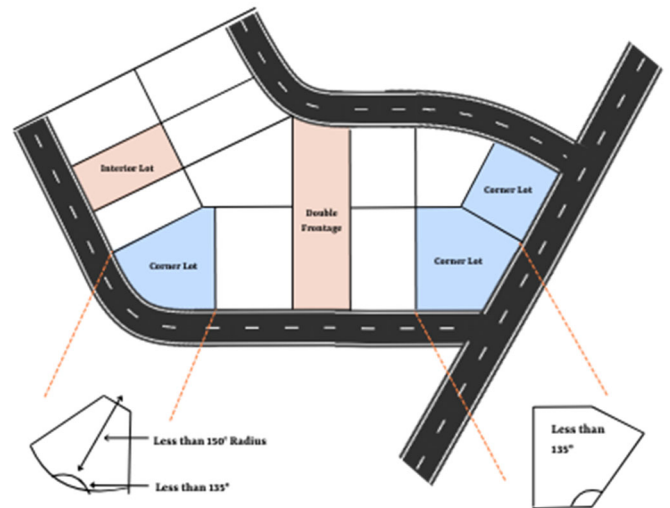 Interior Lot
Corner Lot
Double
Frontage
Corner Lot
Corner Lot
Less than
135°
Less than 150' Radius
Less than 135°